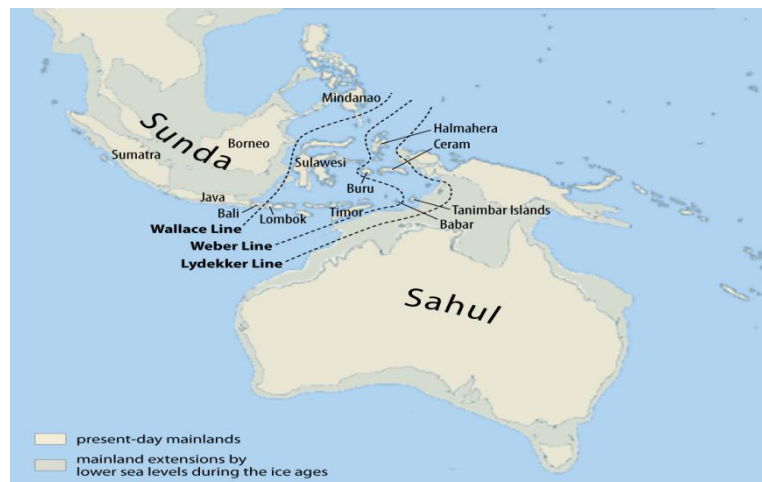 Mindanao
Halmahera
Ceram
Sunda
Borneo
Sumatra
Sulawesi
Buru
Java
Bali
Lombok
Timor
Tanimbar Islands
Babar
Wallace Line
Weber Line
Lydekker Line
Sahul
present-day mainlands
mainland extensions by
lower sea levels during the ice ages